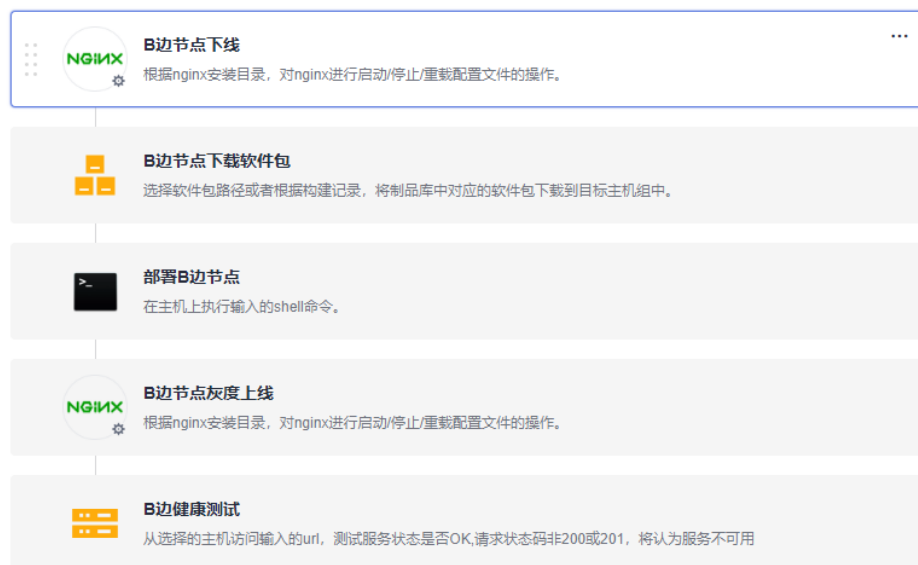 B边节点下线
NGINX
根据nginx安装目录，对nginx进行启动/停止/重载配置文件的操作。
B边节点下载软件包
选择软件包路径或者根据构建记录，将制品库中对应的软件包下载到目标主机组中。
>_
部署B边节点
在主机上执行输入的shell命令。
B边节点灰度上线
NGINX
根据nginx安装目录，对nginx进行启动/停止/重载配置文件的操作。
B边健康测试
从选择的主机访问输入的url，测试服务状态是否OK,请求状态码非200或201，将认为服务不可用